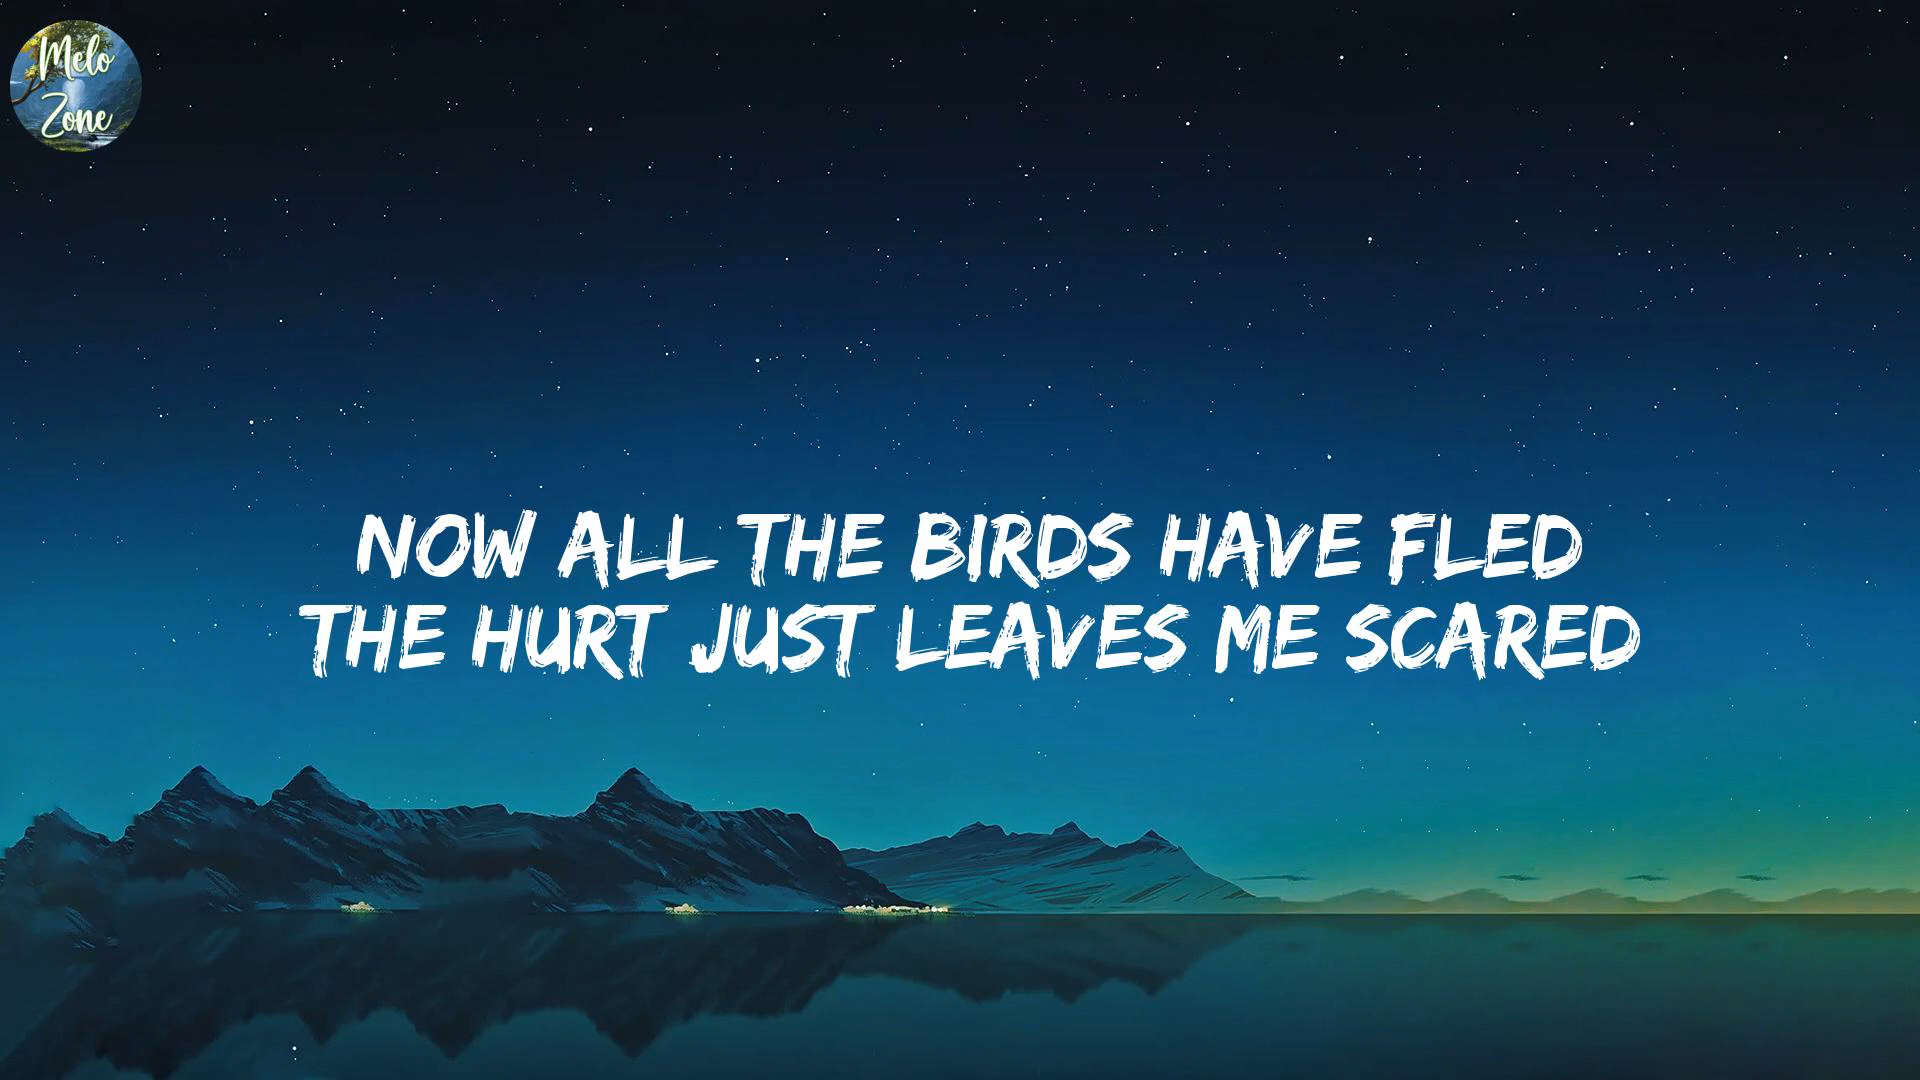 Melo
Zone
NOW ALL THE BIRDS HAVE FLED
THE HURT JUST LEAVES ME SCARED